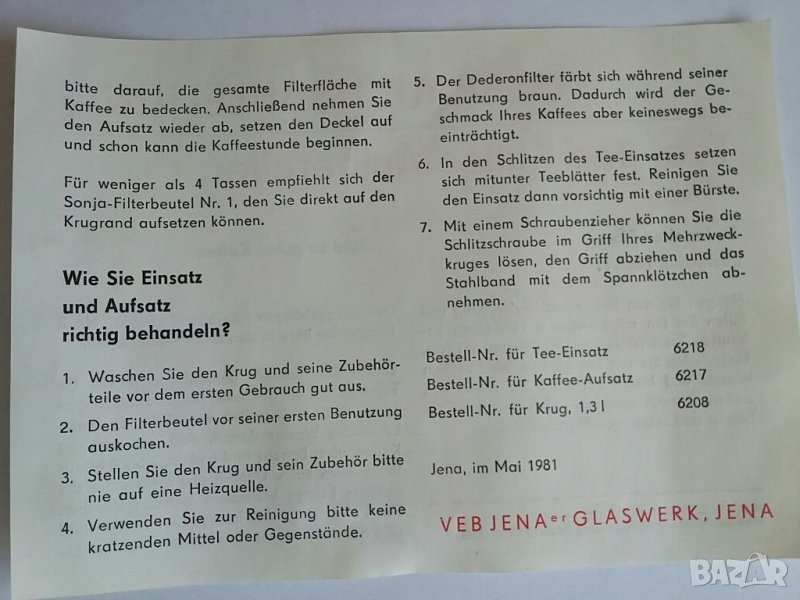 bitte darauf, die gesamte Filterfläche mit
Kaffee zu bedecken. Anschließend nehmen Sie
den Aufsatz wieder ab, setzen den Deckel auf
und schon kann die Kaffeestunde beginnen.
Für weniger als 4 Tassen empfiehlt sich der
Sonja-Filterbeutel Nr. 1, den Sie direkt auf den
Krugrand aufsetzen können.
Wie Sie Einsatz
und Aufsatz
richtig behandeln?
1. Waschen Sie den Krug und seine Zubehör-
teile vor dem ersten Gebrauch gut aus.
2. Den Filterbeutel vor seiner ersten Benutzung
auskochen.
3. Stellen Sie den Krug und sein Zubehör bitte
nie auf eine Heizquelle.
4. Verwenden Sie zur Reinigung bitte keine
kratzenden Mittel oder Gegenstände.
5. Der Dederonfilter färbt sich während seiner
Benutzung braun. Dadurch wird der Ge-
schmack Ihres Kaffees aber keineswegs be-
einträchtigt.
6. In den Schlitzen des Tee-Einsatzes setzen
sich mitunter Teeblätter fest. Reinigen Sie
den Einsatz dann vorsichtig mit einer Bürste.
7. Mit einem Schraubenzieher können Sie die
Schlitzschraube im Griff Ihres Mehrzweck-
kruges lösen, den Griff abziehen und das
Stahlband mit dem Spannklötzchen ab-
nehmen.
Bestell-Nr. für Tee-Einsatz 6218
Bestell-Nr. für Kaffee-Aufsatz 6217
Bestell-Nr. für Krug, 1,3 l 6208
Jena, im Mai 1981
VEB JENAer GLASWERK, JENA
BAZAR